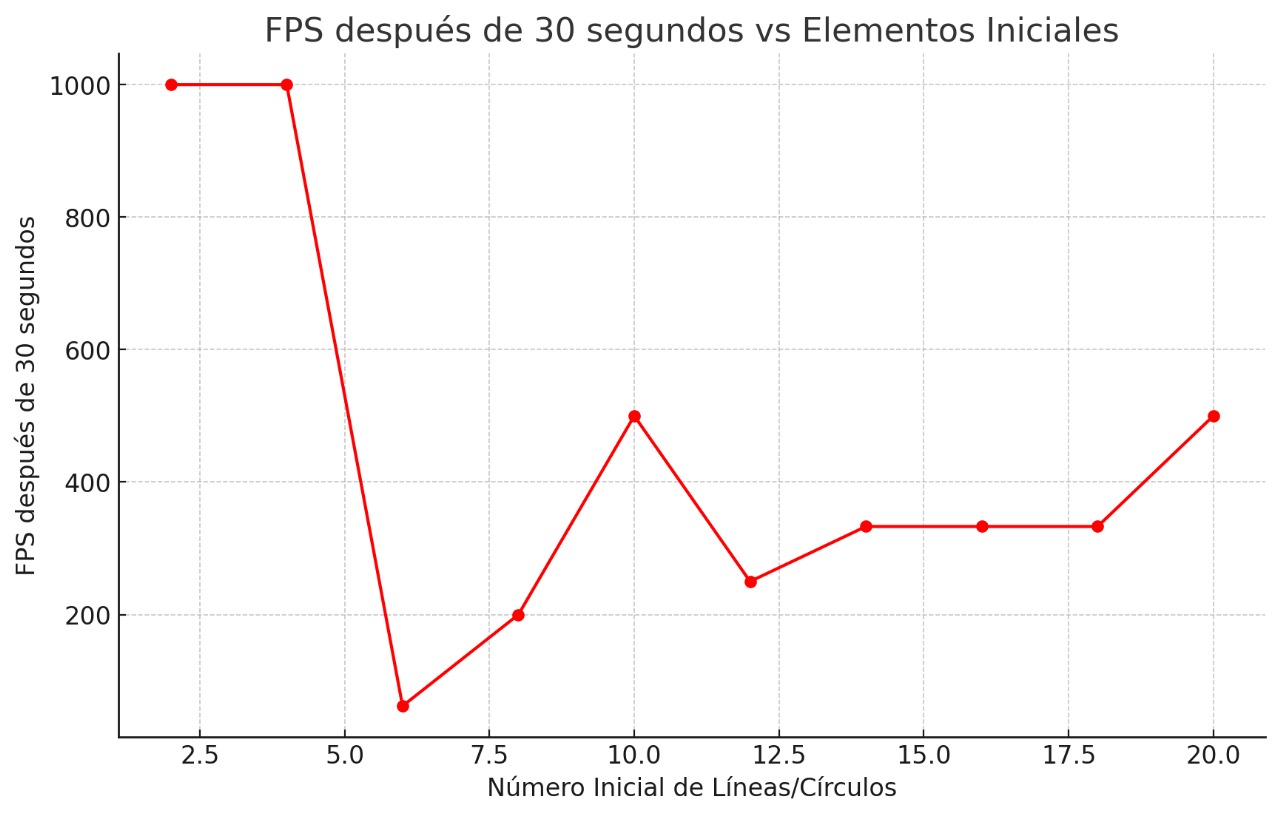 FPS después de 30 segundos vs Elementos Iniciales
FPS después de 30 segundos
1000
800
600
400
200
2.5 5.0 7.5 10.0 12.5 15.0 17.5 20.0
Número Inicial de Líneas/Círculos